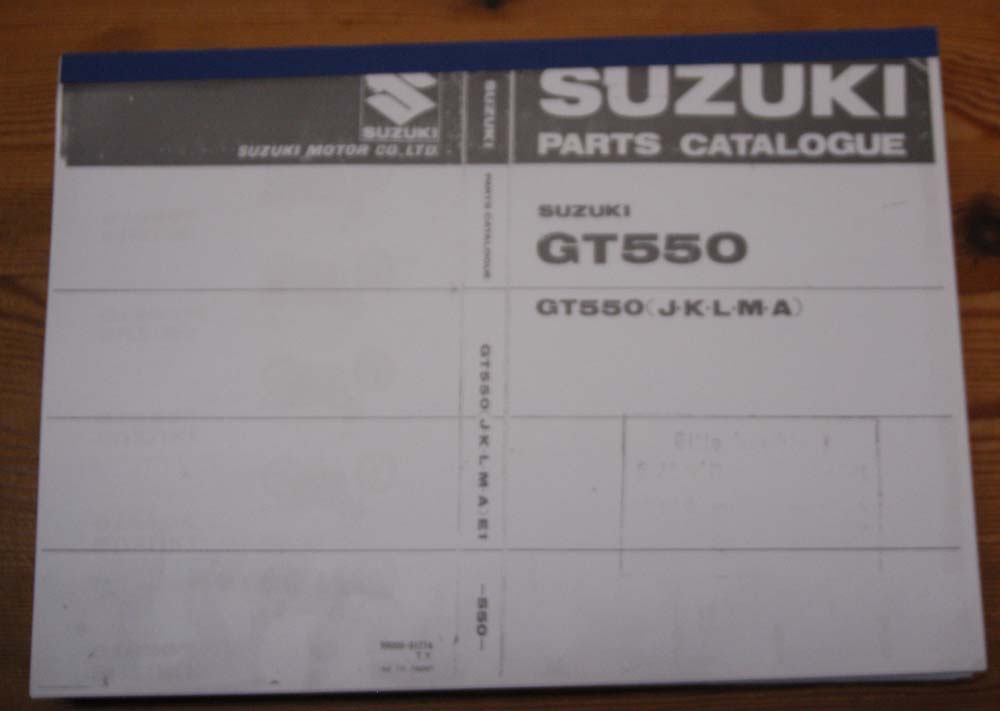 SUZUKI
SUZUKI MOTOR CO.,LTD.
SUZUKI
PARTS CATALOGUE
GT550(J·K·L·M·A)E1
-550-
SUZUKI
PARTS CATALOGUE
SUZUKI
GT550
GT550(J·K·L·M·A)